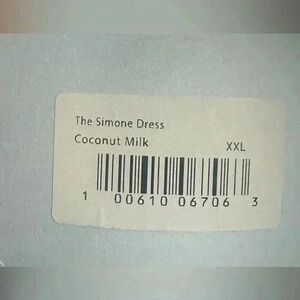 The Simone Dress
Coconut Milk XXL
1 00610 06706 3